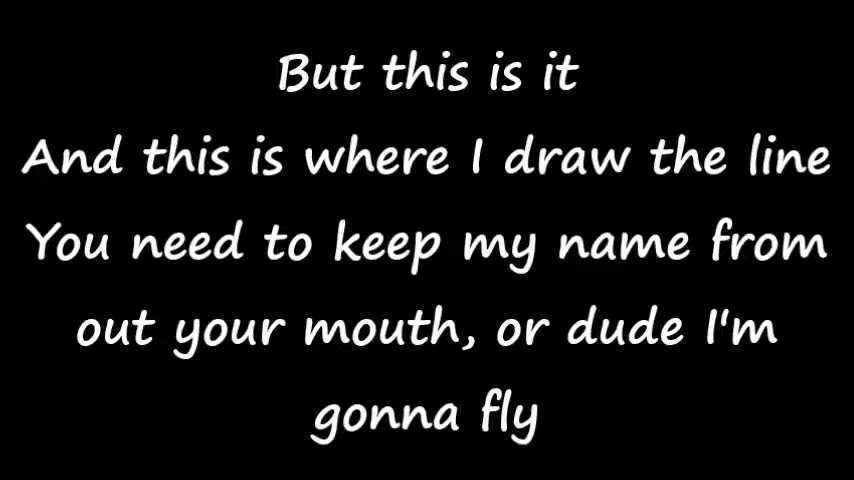 But this is it
And this is where I draw the line
You need to keep my name from
out your mouth, or dude I'm
gonna fly